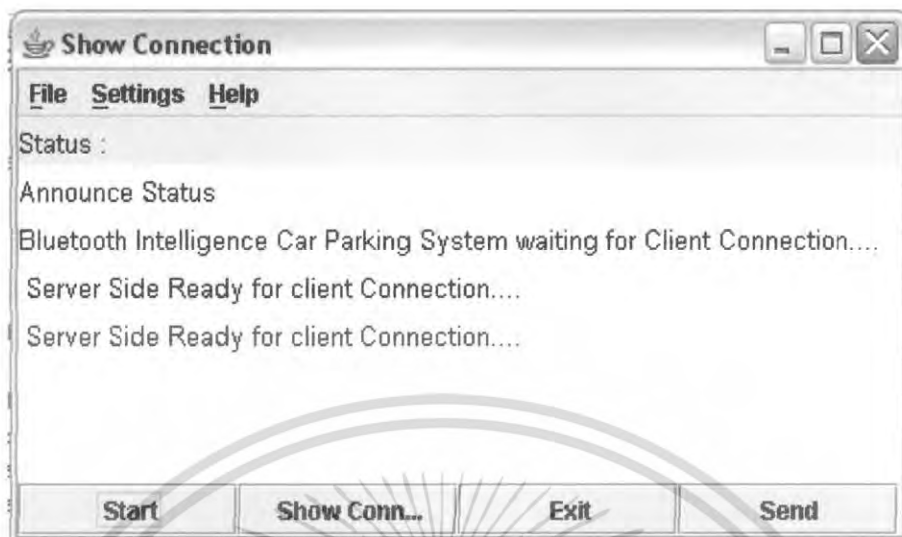 Show Connection
File Settings Help
Status :
Announce Status
Bluetooth Intelligence Car Parking System waiting for Client Connection....
Server Side Ready for client Connection....
Server Side Ready for client Connection....
Start Show Conn... Exit Send